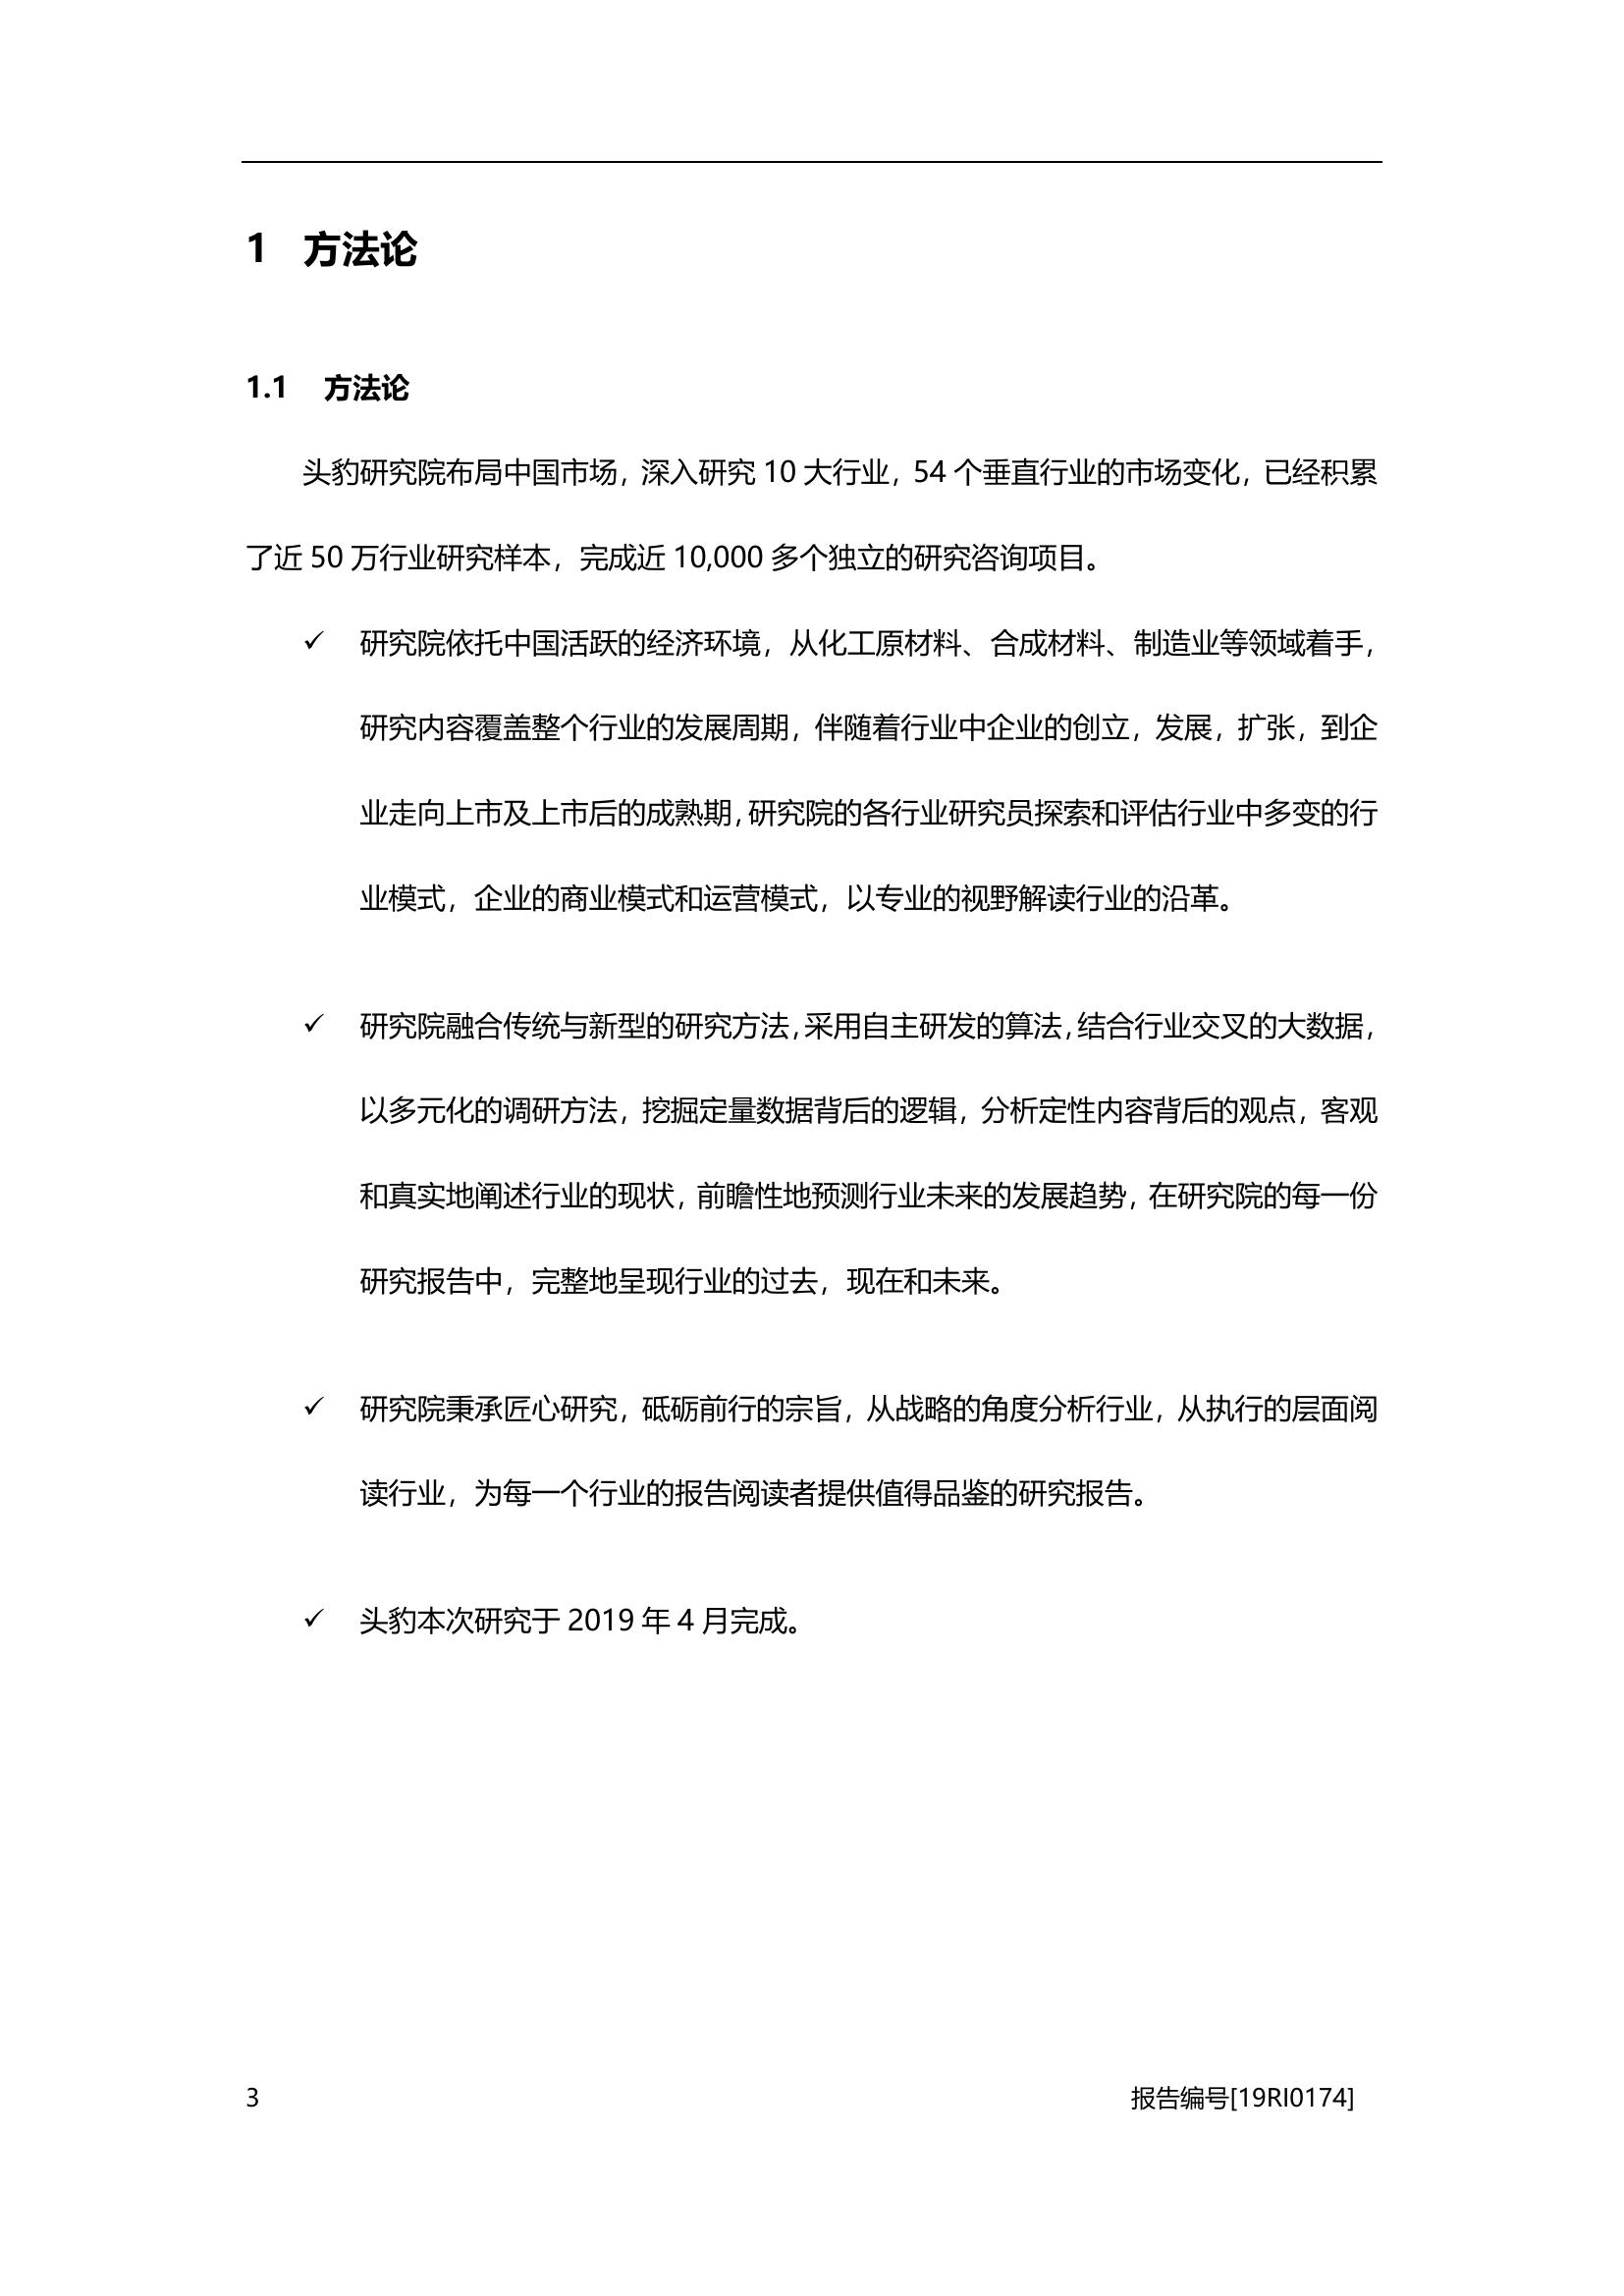 1 方法论
1.1 方法论
头豹研究院布局中国市场，深入研究 10 大行业，54 个垂直行业的市场变化，已经积累
了近 50 万行业研究样本，完成近 10,000 多个独立的研究咨询项目。
✓ 研究院依托中国活跃的经济环境，从化工原材料、合成材料、制造业等领域着手，
研究内容覆盖整个行业的发展周期，伴随着行业中企业的创立，发展，扩张，到企
业走向上市及上市后的成熟期，研究院的各行业研究员探索和评估行业中多变的行
业模式，企业的商业模式和运营模式，以专业的视野解读行业的沿革。
✓ 研究院融合传统与新型的研究方法，采用自主研发的算法，结合行业交叉的大数据，
以多元化的调研方法，挖掘定量数据背后的逻辑，分析定性内容背后的观点，客观
和真实地阐述行业的现状，前瞻性地预测行业未来的发展趋势，在研究院的每一份
研究报告中，完整地呈现行业的过去，现在和未来。
✓ 研究院秉承匠心研究，砥砺前行的宗旨，从战略的角度分析行业，从执行的层面阅
读行业，为每一个行业的报告阅读者提供值得品鉴的研究报告。
✓ 头豹本次研究于 2019 年 4 月完成。
3 报告编号[19RI0174]